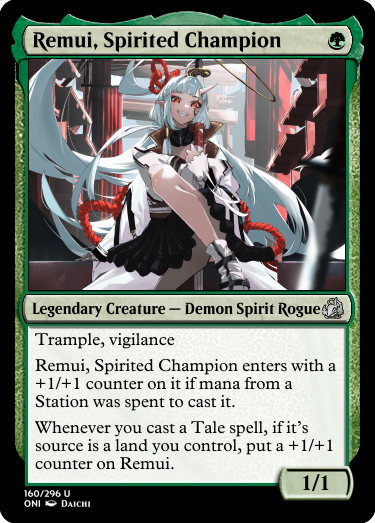 Remui, Spirited Champion
Legendary Creature — Demon Spirit Rogue
Trample, vigilance
Remui, Spirited Champion enters with a
+1/+1 counter on it if mana from a
Station was spent to cast it.
Whenever you cast a Tale spell, if it's
source is a land you control, put a +1/+1
counter on Remui.
1/1
160/296 U
ONI DAICHI